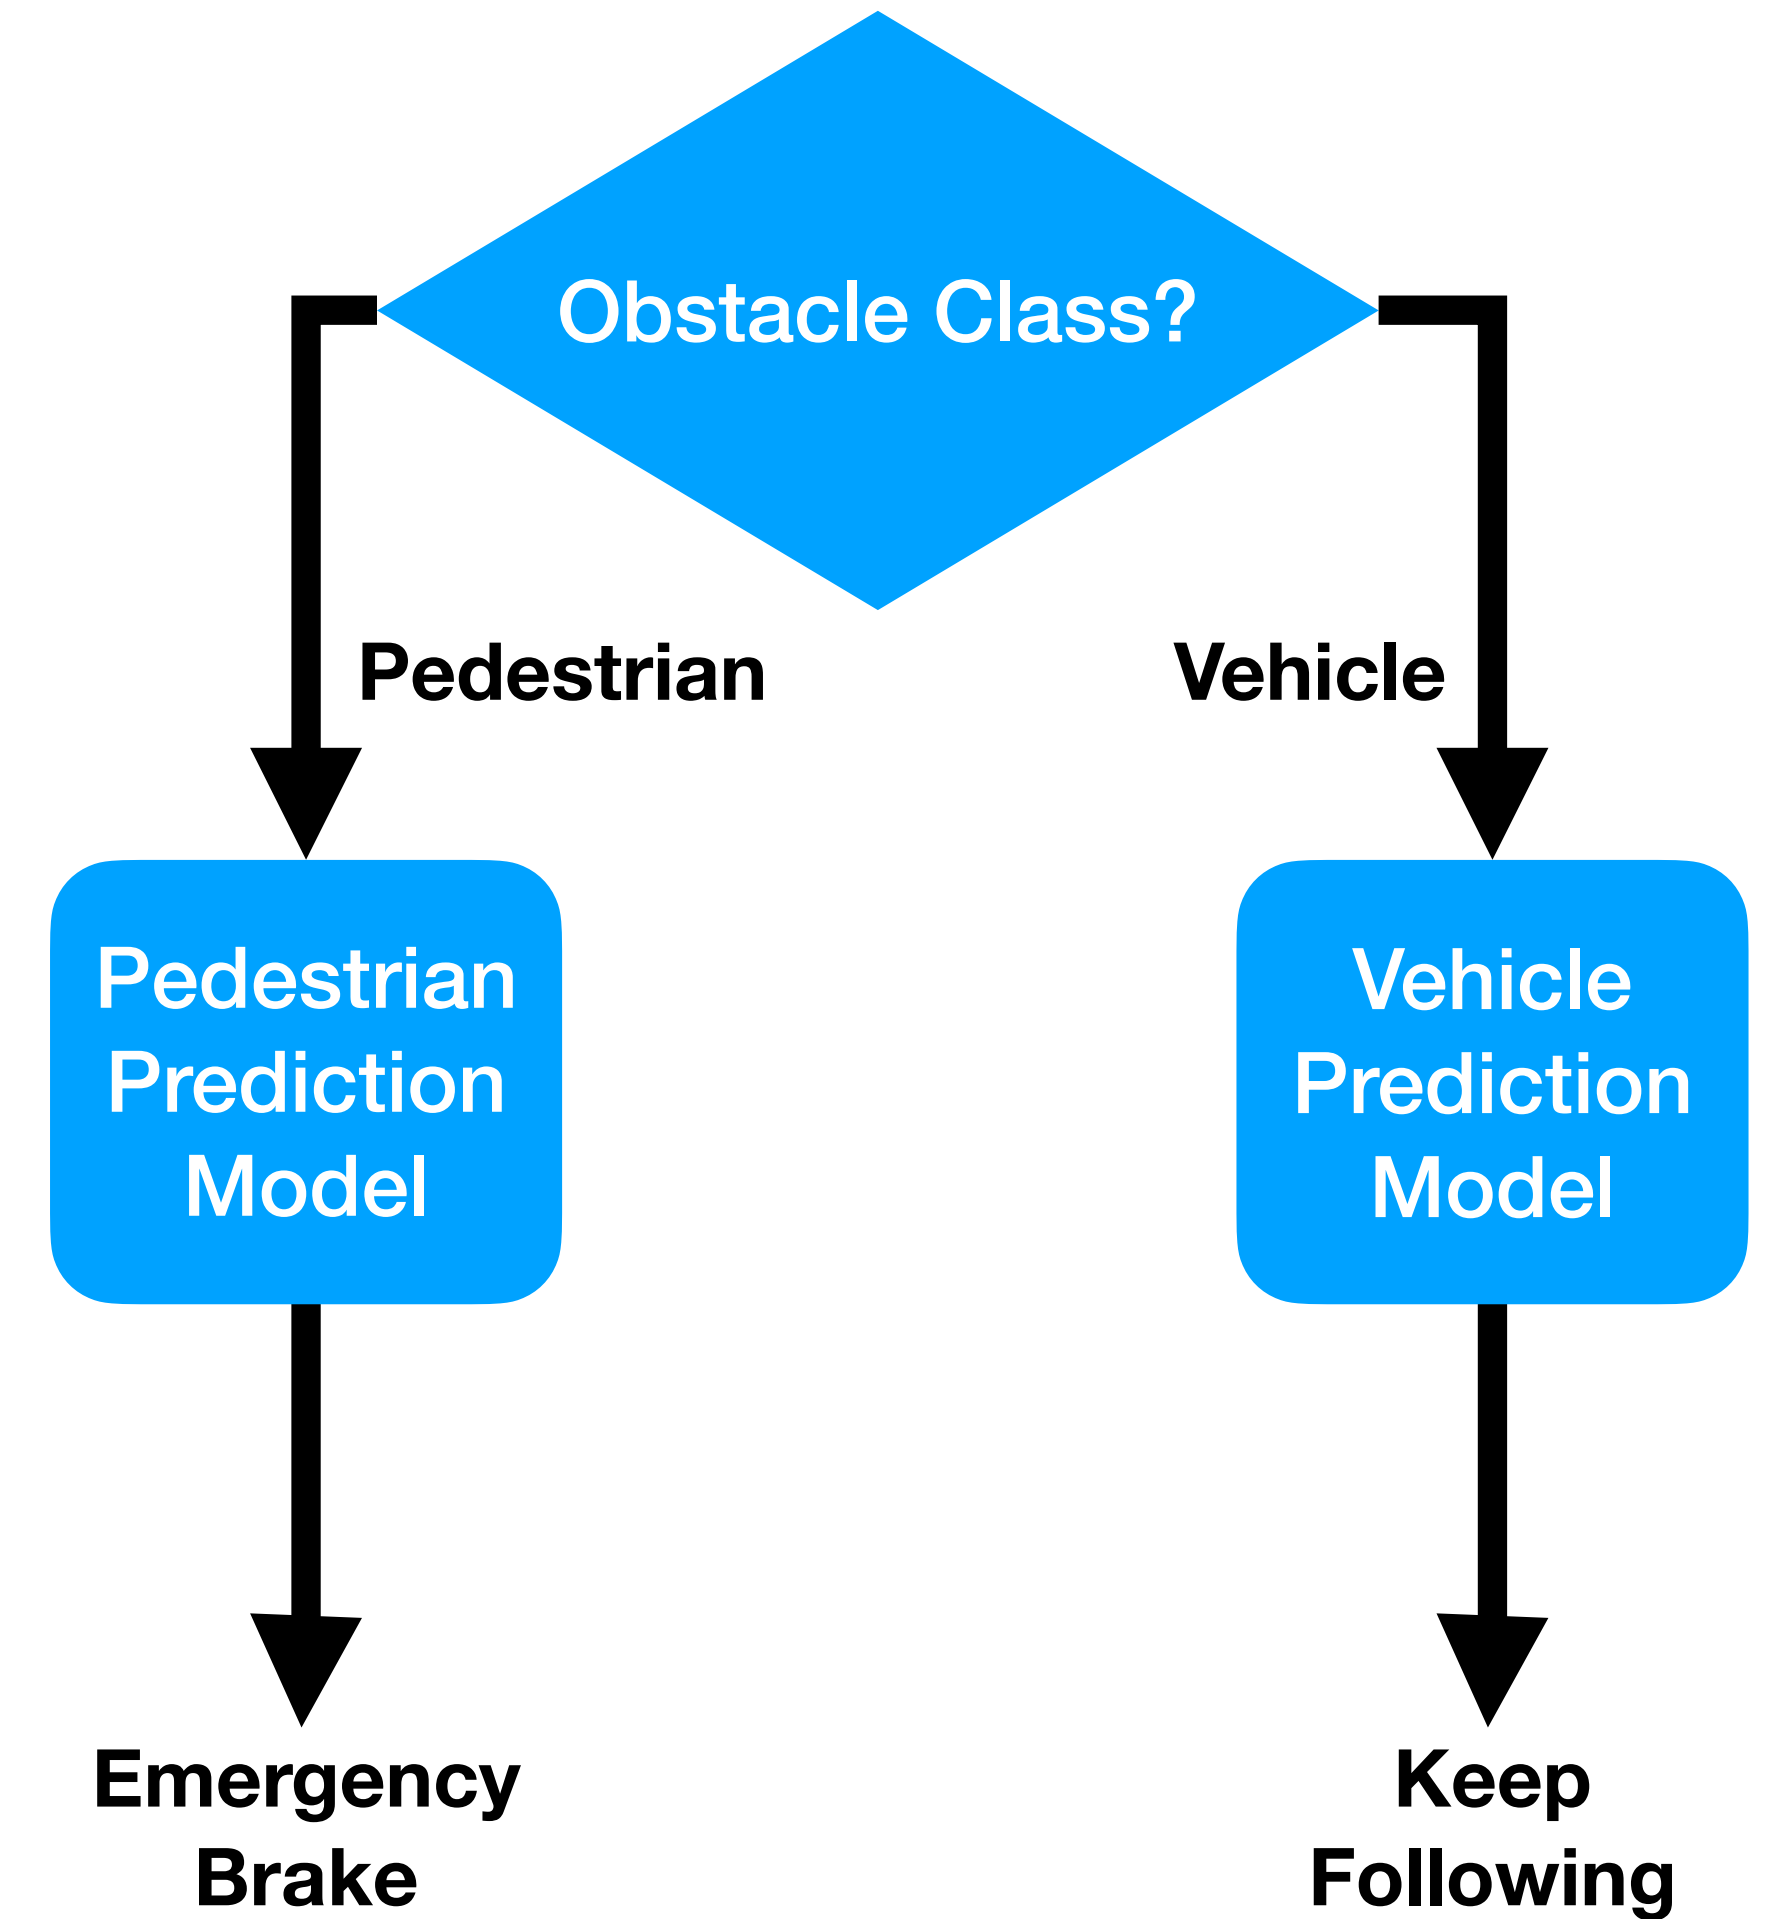 Obstacle Class?
Pedestrian
Vehicle
Pedestrian
Prediction
Model
Vehicle
Prediction
Model
Emergency
Brake
Keep
Following